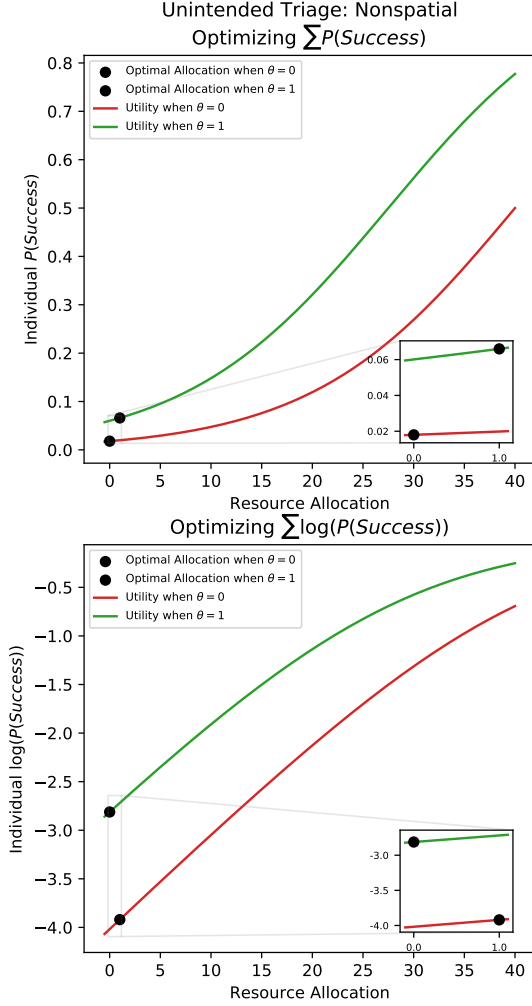 Unintended Triage: Nonspatial
Optimizing ∑P(Success)
Optimal Allocation when θ = 0
Optimal Allocation when θ = 1
Utility when θ = 0
Utility when θ = 1
Individual P(Success)
0.8
0.7
0.6
0.5
0.4
0.3
0.2
0.1
0.0
0.06
0.04
0.02
0.0 1.0
0 5 10 15 20 25 30 35 40
Resource Allocation
Optimizing ∑log(P(Success))
Optimal Allocation when θ = 0
Optimal Allocation when θ = 1
Utility when θ = 0
Utility when θ = 1
Individual log(P(Success))
−0.5
−1.0
−1.5
−2.0
−2.5
−3.0
−3.5
−4.0
-3.0
-3.5
-4.0
0.0 1.0
0 5 10 15 20 25 30 35 40
Resource Allocation